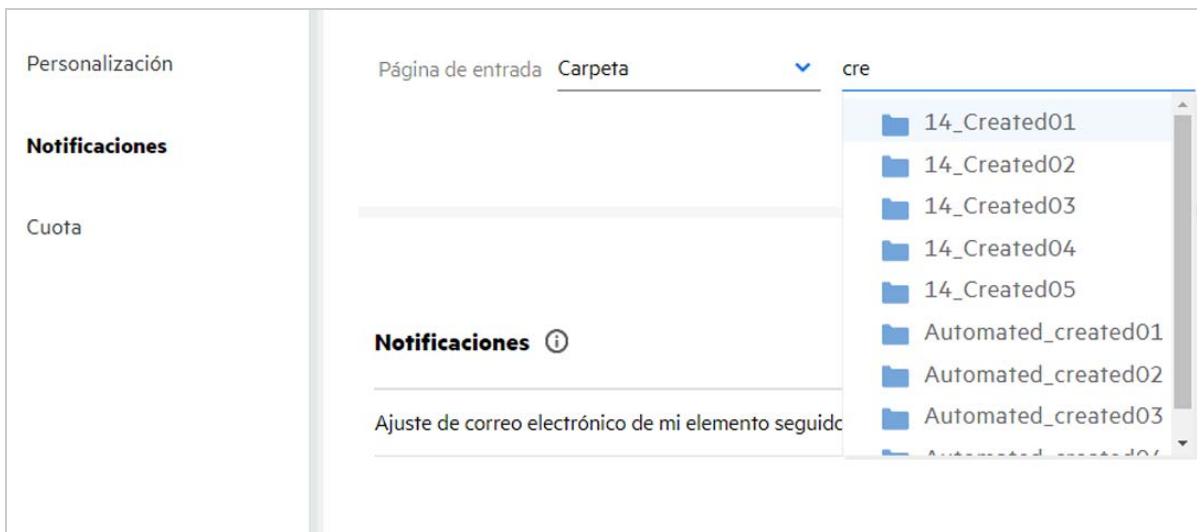 Personalización
Notificaciones
Cuota
Página de entrada Carpeta cre
14_Created01
14_Created02
14_Created03
14_Created04
14_Created05
Automated_created01
Automated_created02
Automated_created03
Notificaciones
Ajuste de correo electrónico de mi elemento seguido